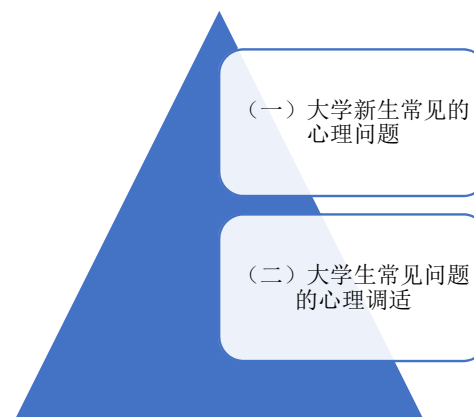 （一）大学新生常见的
心理问题
（二）大学生常见问题
的心理调适